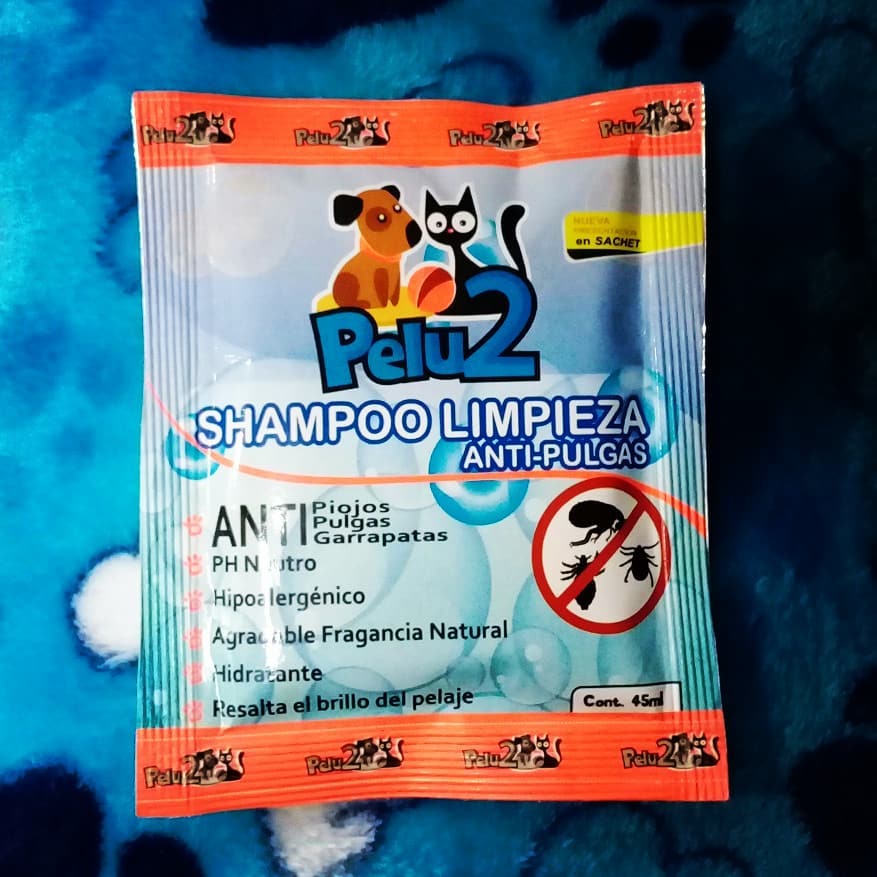 Pelu2 Pelu2 Pelu2 Pelu2
NUEVA
PRESENTACION
en SACHET
Pelu2
SHAMPOO LIMPIEZA
ANTI-PULGAS
ANTI Piojos
Pulgas
Garrapatas
PH Neutro
Hipoalergénico
Agradable Fragancia Natural
Hidratante
Resalta el brillo del pelaje
Cont. 45ml
Pelu2 Pelu2 Pelu2 Pelu2